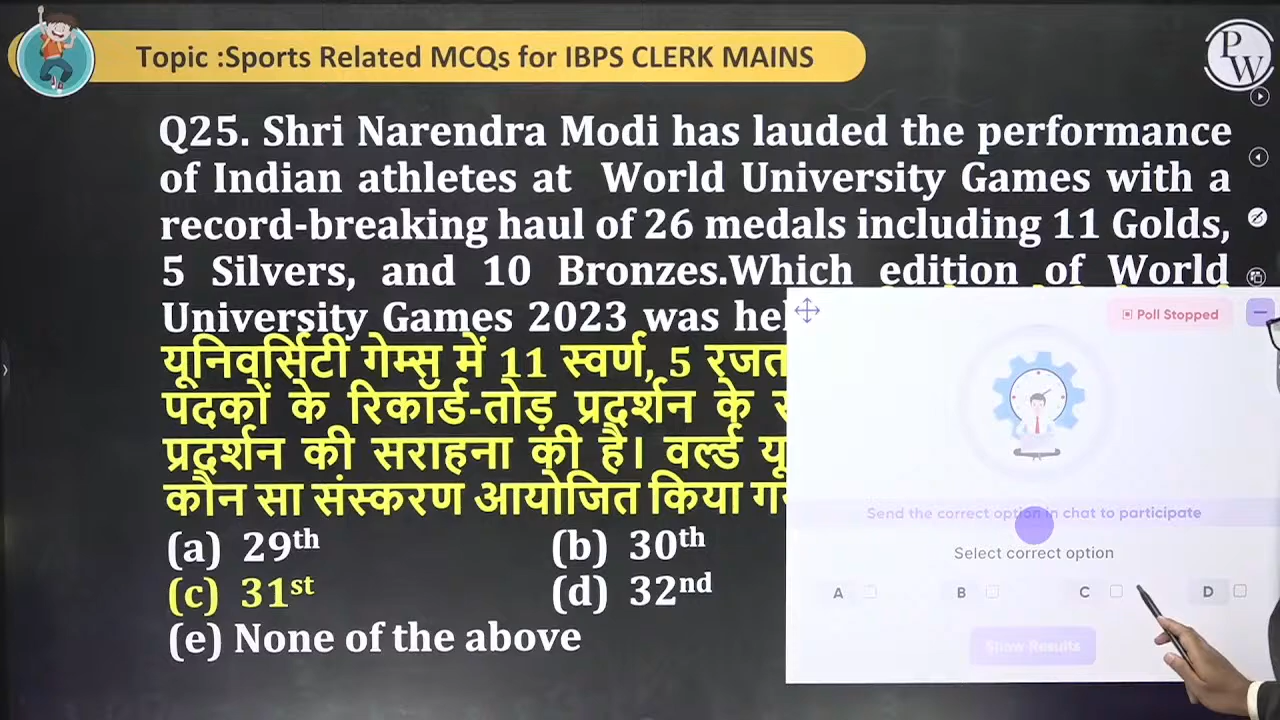 Topic :Sports Related MCQs for IBPS CLERK MAINS
PW
Q25. Shri Narendra Modi has lauded the performance
of Indian athletes at World University Games with a
record-breaking haul of 26 medals including 11 Golds,
5 Silvers, and 10 Bronzes.Which edition of World
University Games 2023 was
यूनिवर्सिटी गेम्स में 11 स्वर्ण, 5 रजत
पदकों के रिकॉर्ड-तोड़ प्रदर्शन के
प्रदर्शन की सराहना की है। वर्ल्ड
कौन सा संस्करण आयोजित किया
(a) 29th
(b) 30th
(c) 31st
(d) 32nd
(e) None of the above
Poll Stopped
Send the correct option in chat to participate
Select correct option
A B C D
Show Results